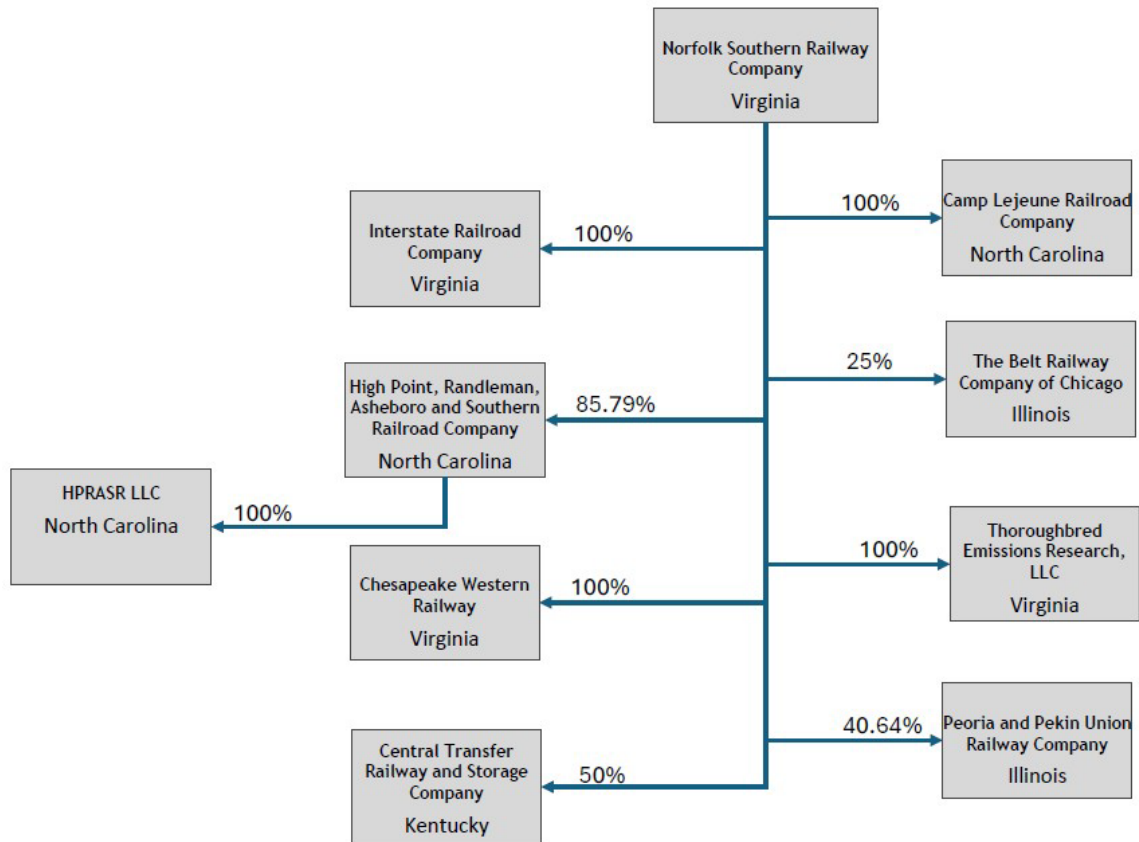 Norfolk Southern Railway
Company
Virginia
Interstate Railroad
Company
Virginia
100%
100%
Camp Lejeune Railroad
Company
North Carolina
High Point, Randleman,
Asheboro and Southern
Railroad Company
North Carolina
85.79%
25%
The Belt Railway
Company of Chicago
Illinois
HPRASR LLC
North Carolina
100%
Chesapeake Western
Railway
Virginia
100%
100%
Thoroughbred
Emissions Research,
LLC
Virginia
Central Transfer
Railway and Storage
Company
Kentucky
50%
40.64%
Peoria and Pekin Union
Railway Company
Illinois